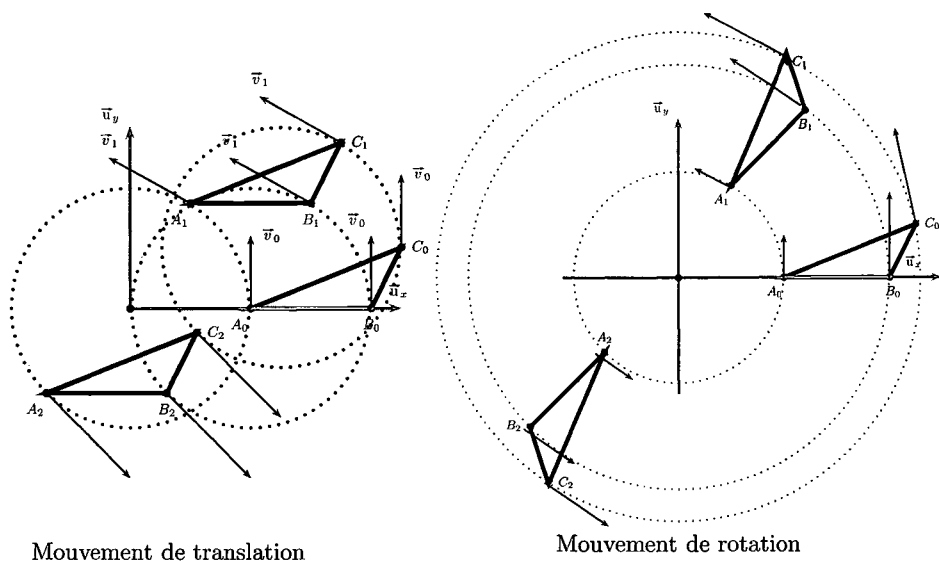 v⃗₁
u⃗y
v⃗₁
v⃗₁
C₁
v⃗₀
A₁
B₁
v⃗₀
v⃗₀
C₀
u⃗x
A₀
B₀
C₂
A₂
B₂
Mouvement de translation
C₁
u⃗y
B₁
A₁
C₀
u⃗x
A₀
B₀
A₂
B₂
C₂
Mouvement de rotation